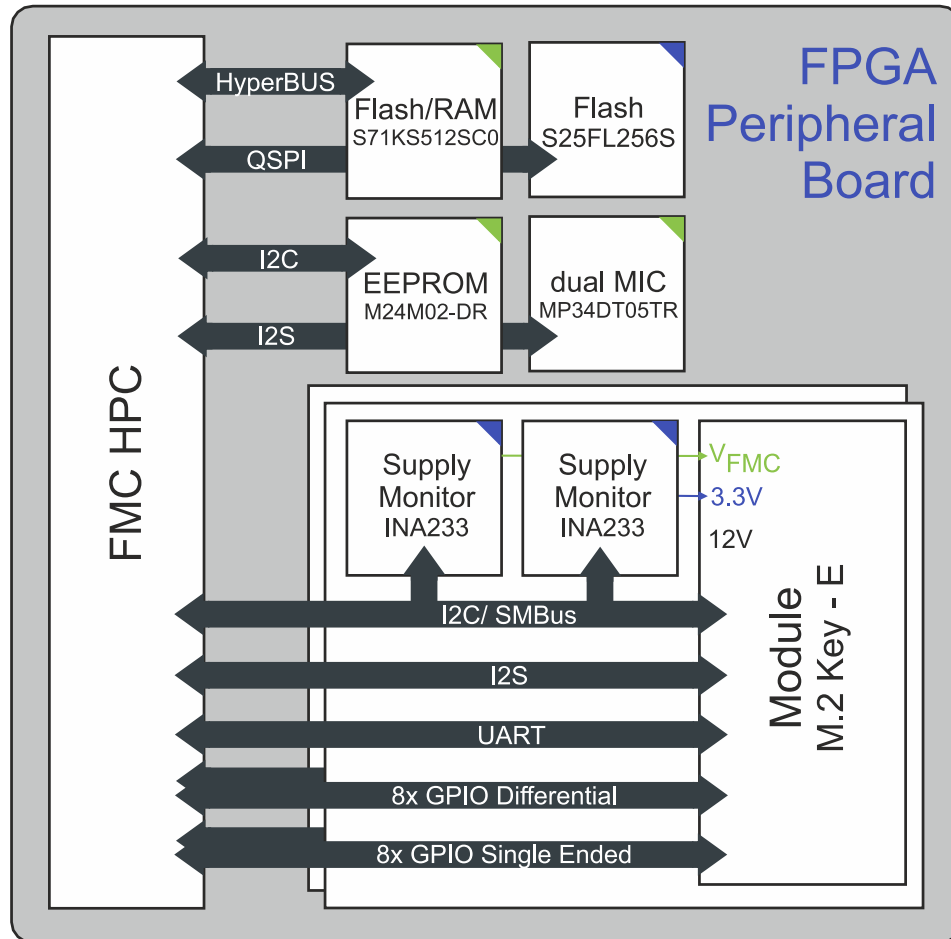 FPGA
Peripheral
Board
FMC HPC
HyperBUS
QSPI
Flash/RAM
S71KS512SC0
Flash
S25FL256S
I2C
I2S
EEPROM
M24M02-DR
dual MIC
MP34DT05TR
Supply
Monitor
INA233
Supply
Monitor
INA233
VFMC
3.3V
12V
Module
M.2 Key - E
I2C/ SMBus
I2S
UART
8x GPIO Differential
8x GPIO Single Ended